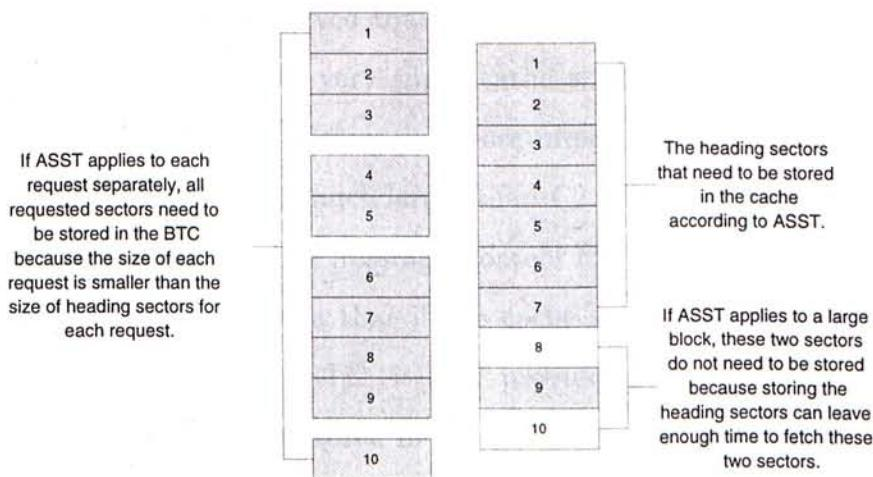 If ASST applies to each
request separately, all
requested sectors need to
be stored in the BTC
because the size of each
request is smaller than the
size of heading sectors for
each request.
1
2
3
4
5
6
7
8
9
10
1
2
3
4
5
6
7
8
9
10
The heading sectors
that need to be stored
in the cache
according to ASST.
If ASST applies to a large
block, these two sectors
do not need to be stored
because storing the
heading sectors can leave
enough time to fetch these
two sectors.